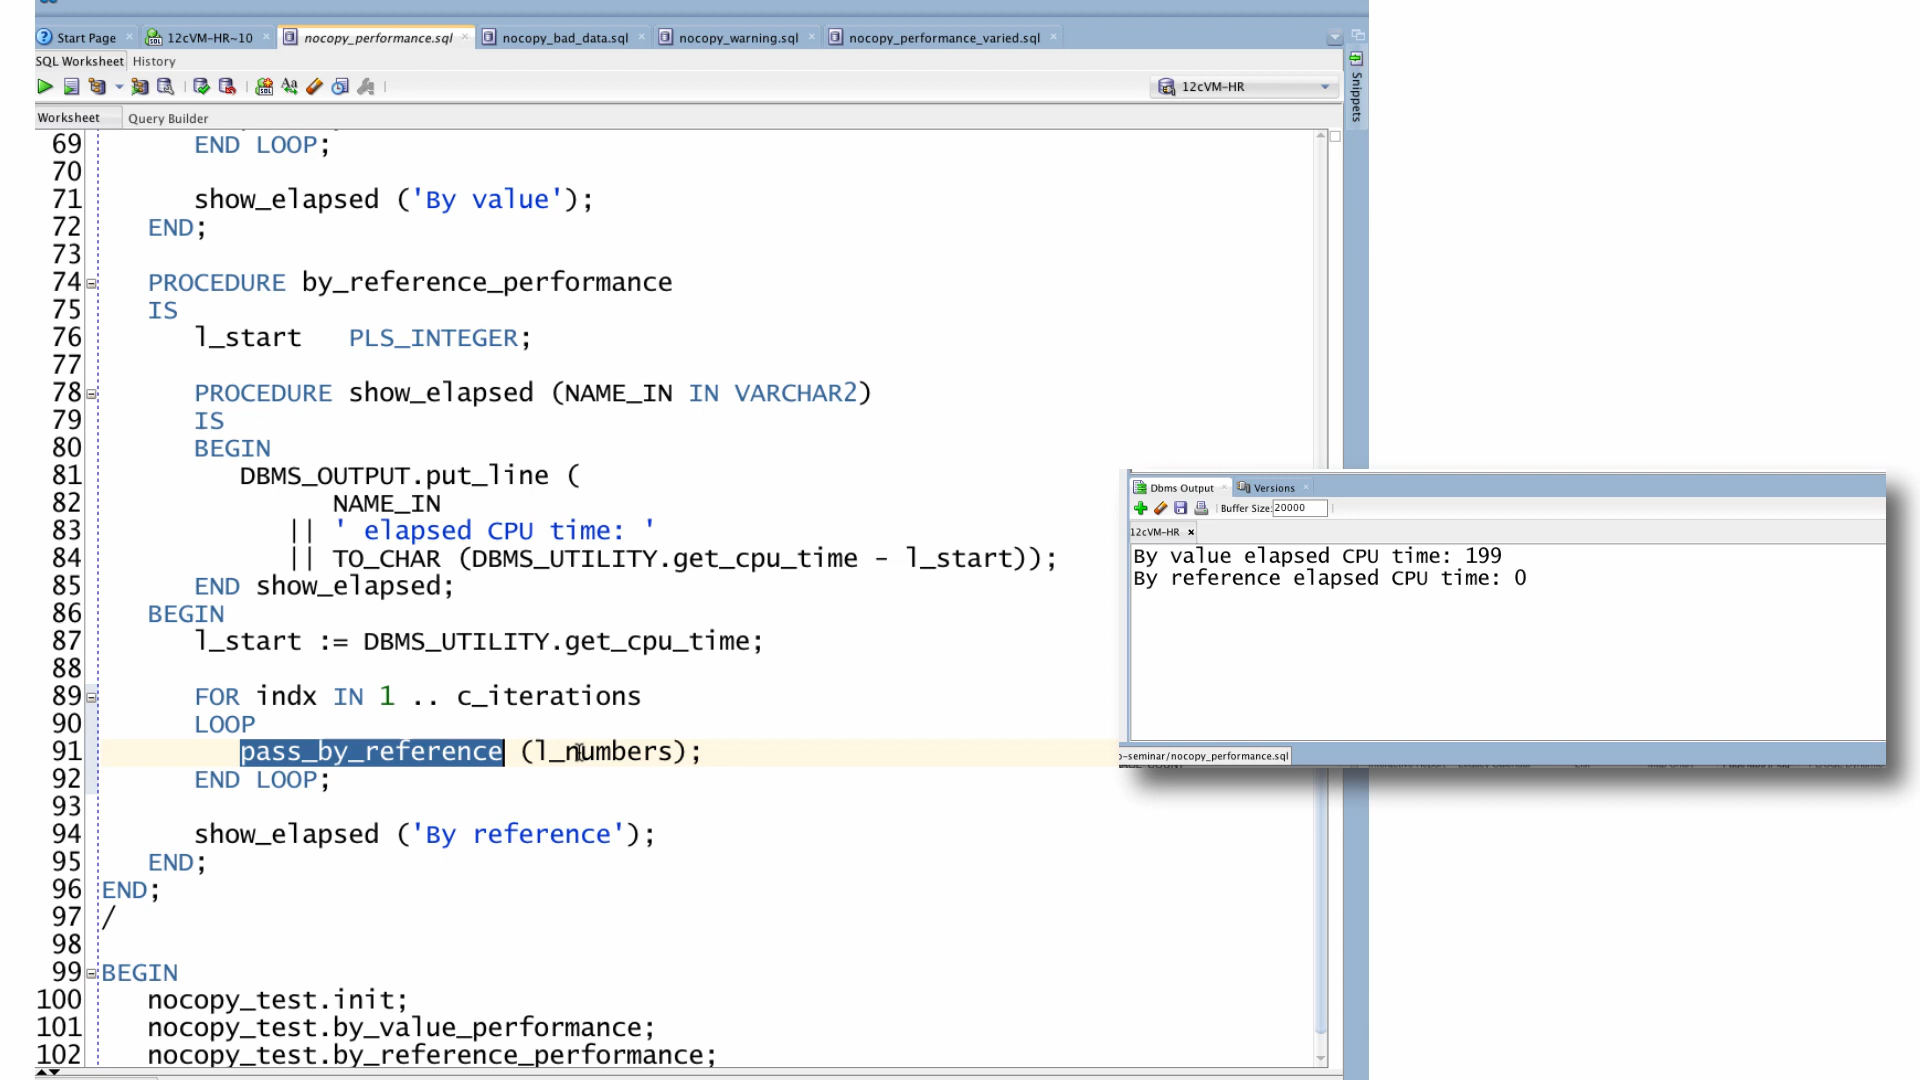 Start Page 12cVM-HR~10 nocopy_performance.sql nocopy_bad_data.sql nocopy_warning.sql nocopy_performance_varied.sql
SQL Worksheet History
12cVM-HR
Snippets
Worksheet Query Builder
69 END LOOP;
70
71 show_elapsed ('By value');
72 END;
73
74 PROCEDURE by_reference_performance
75 IS
76 l_start PLS_INTEGER;
77
78 PROCEDURE show_elapsed (NAME_IN IN VARCHAR2)
79 IS
80 BEGIN
81 DBMS_OUTPUT.put_line (
82 NAME_IN
83 || ' elapsed CPU time: '
84 || TO_CHAR (DBMS_UTILITY.get_cpu_time - l_start));
85 END show_elapsed;
86 BEGIN
87 l_start := DBMS_UTILITY.get_cpu_time;
88
89 FOR indx IN 1 .. c_iterations
90 LOOP
91 pass_by_reference (l_numbers);
92 END LOOP;
93
94 show_elapsed ('By reference');
95 END;
96 END;
97 /
98
99 BEGIN
100 nocopy_test.init;
101 nocopy_test.by_value_performance;
102 nocopy_test.by_reference_performance;
Dbms Output Versions
Buffer Size: 20000
12cVM-HR
By value elapsed CPU time: 199
By reference elapsed CPU time: 0
-seminar/nocopy_performance.sql